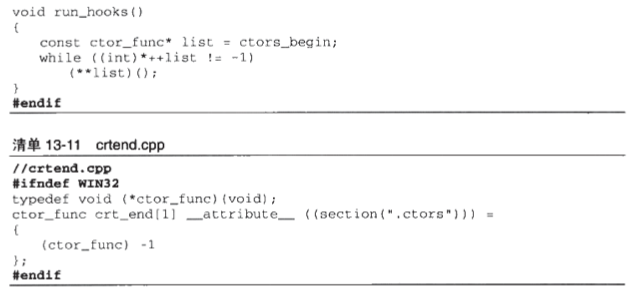 void run_hooks()
{
    const ctor_func* list = ctors_begin;
    while ((int)*++list != -1)
        (**list)();
}
#endif
清单 13-11 crtend.cpp
//crtend.cpp
#ifndef WIN32
typedef void (*ctor_func)(void);
ctor_func crt_end[1] __attribute__ ((section(".ctors"))) =
{
    (ctor_func) -1
};
#endif